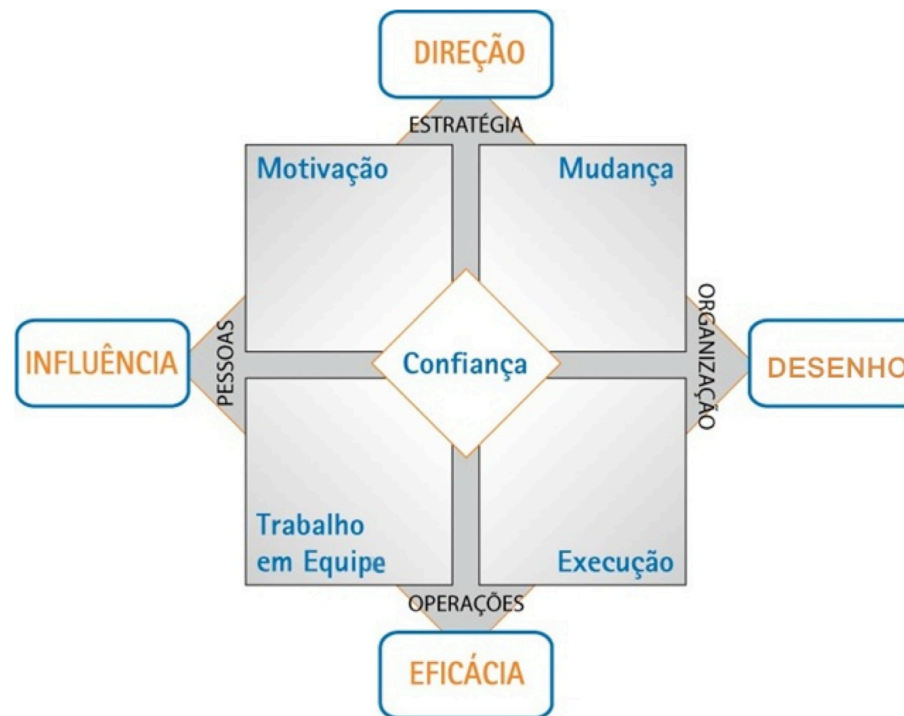 DIREÇÃO
ESTRATÉGIA
Motivação
Mudança
INFLUÊNCIA
PESSOAS
Confiança
ORGANIZAÇÃO
DESENHO
Trabalho
em Equipe
Execução
OPERAÇÕES
EFICÁCIA